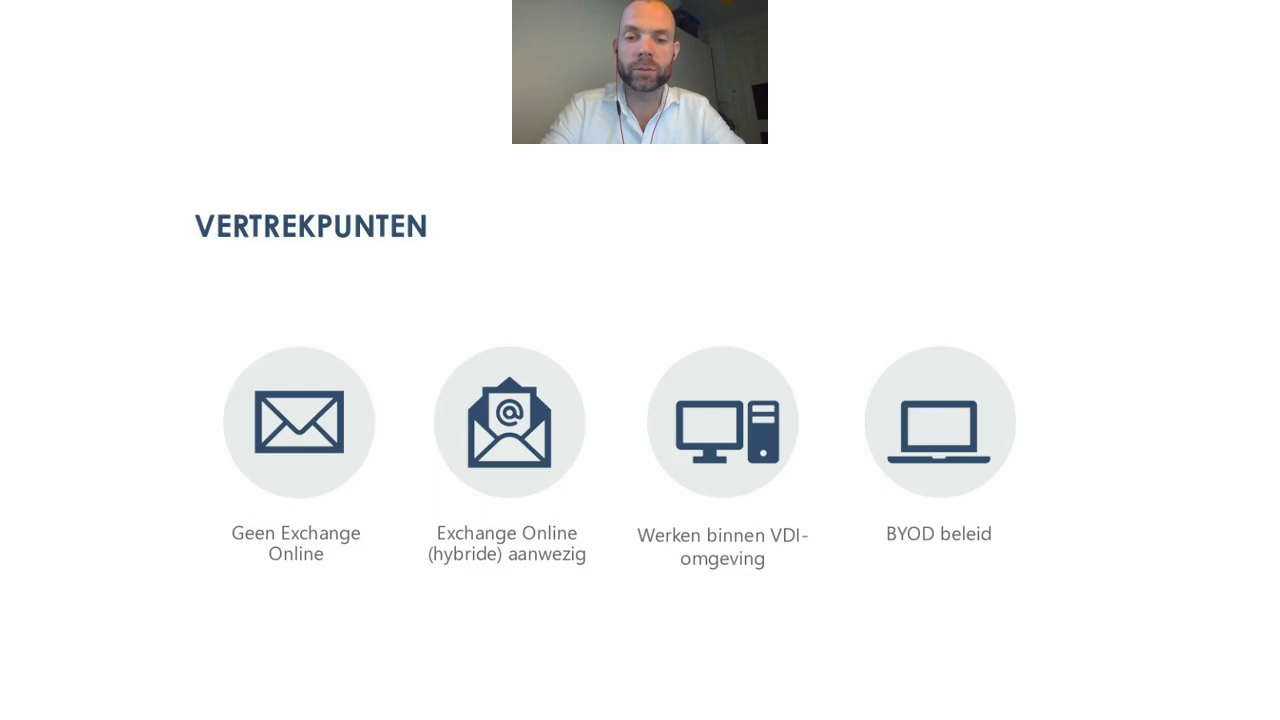 VERTREKPUNTEN
Geen Exchange
Online
Exchange Online
(hybride) aanwezig
Werken binnen VDI-
omgeving
BYOD beleid